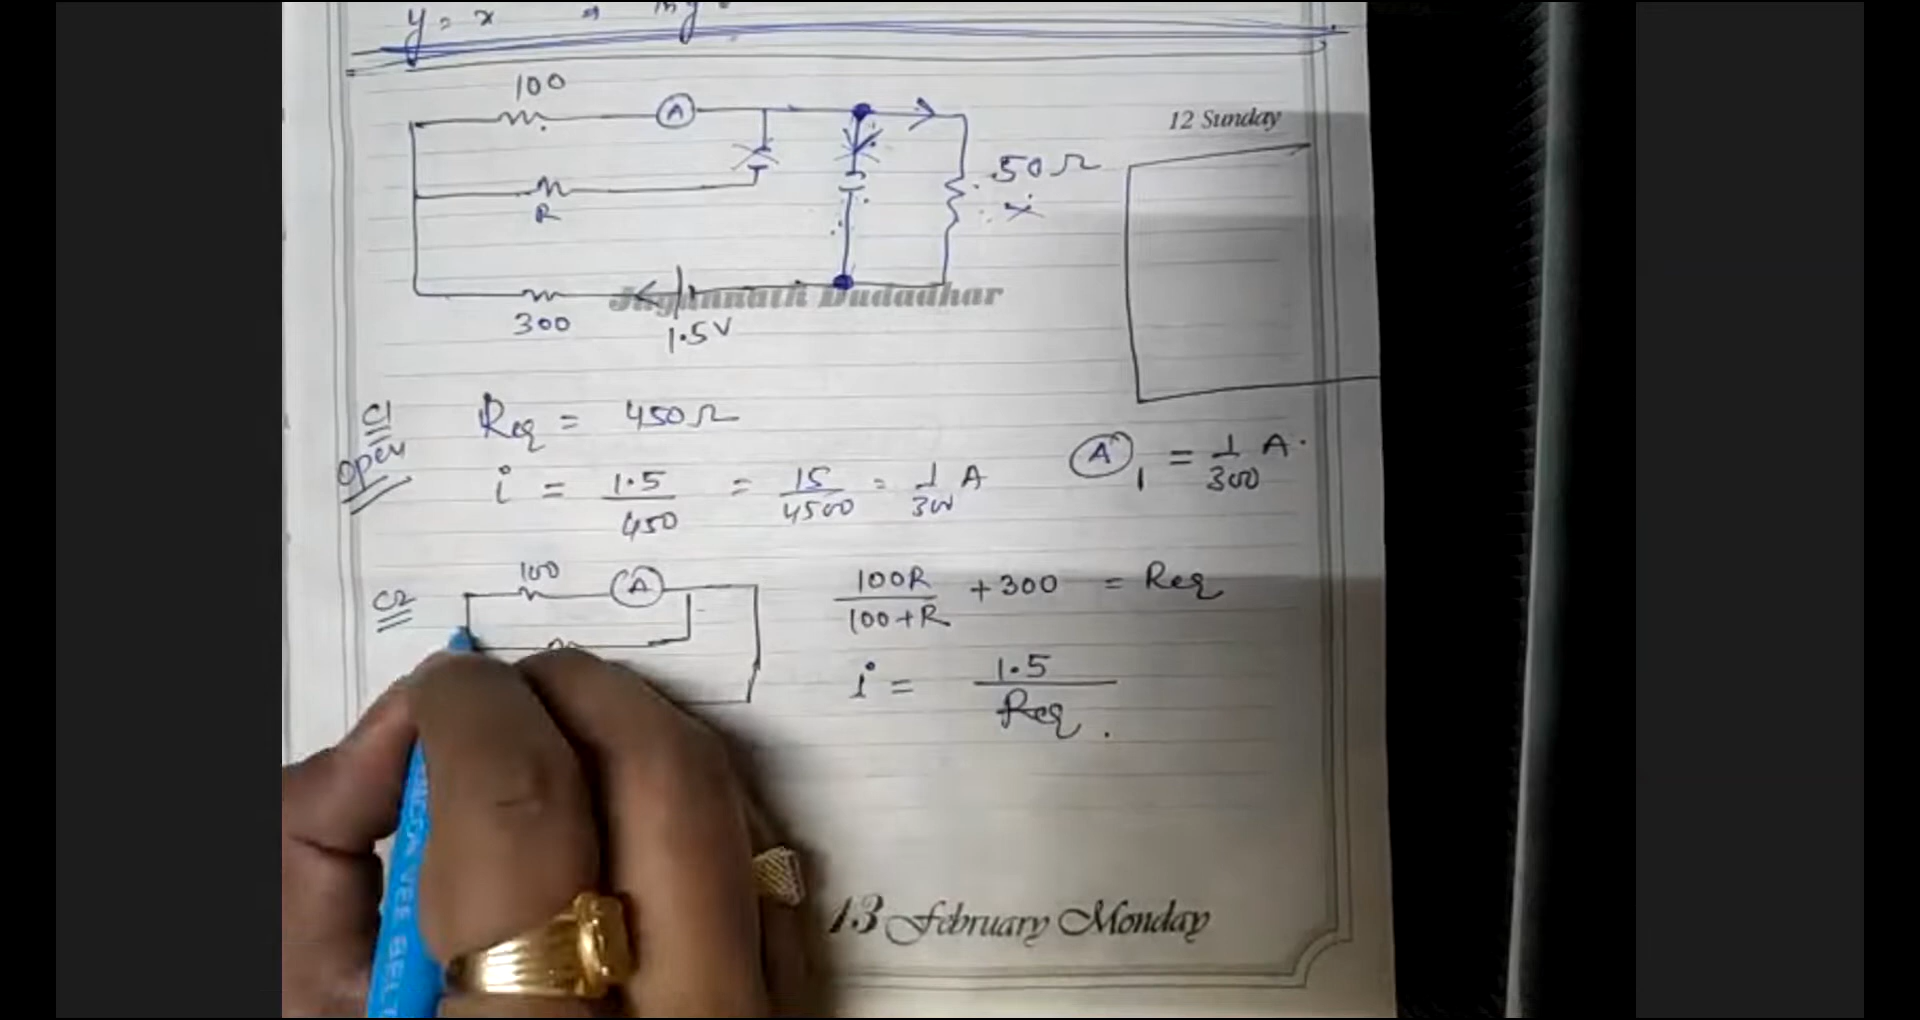 y = x ⇒
100
A
12 Sunday
50Ω
x
R
Jagannath Dudadhar
300
1.5V
C1
Open
Req = 450Ω
i = 1.5/450 = 15/4500 = 1/300 A
A 1 = 1/300 A.
C2
100
A
100R/100+R + 300 = Req
i = 1.5/Req.
13 February Monday